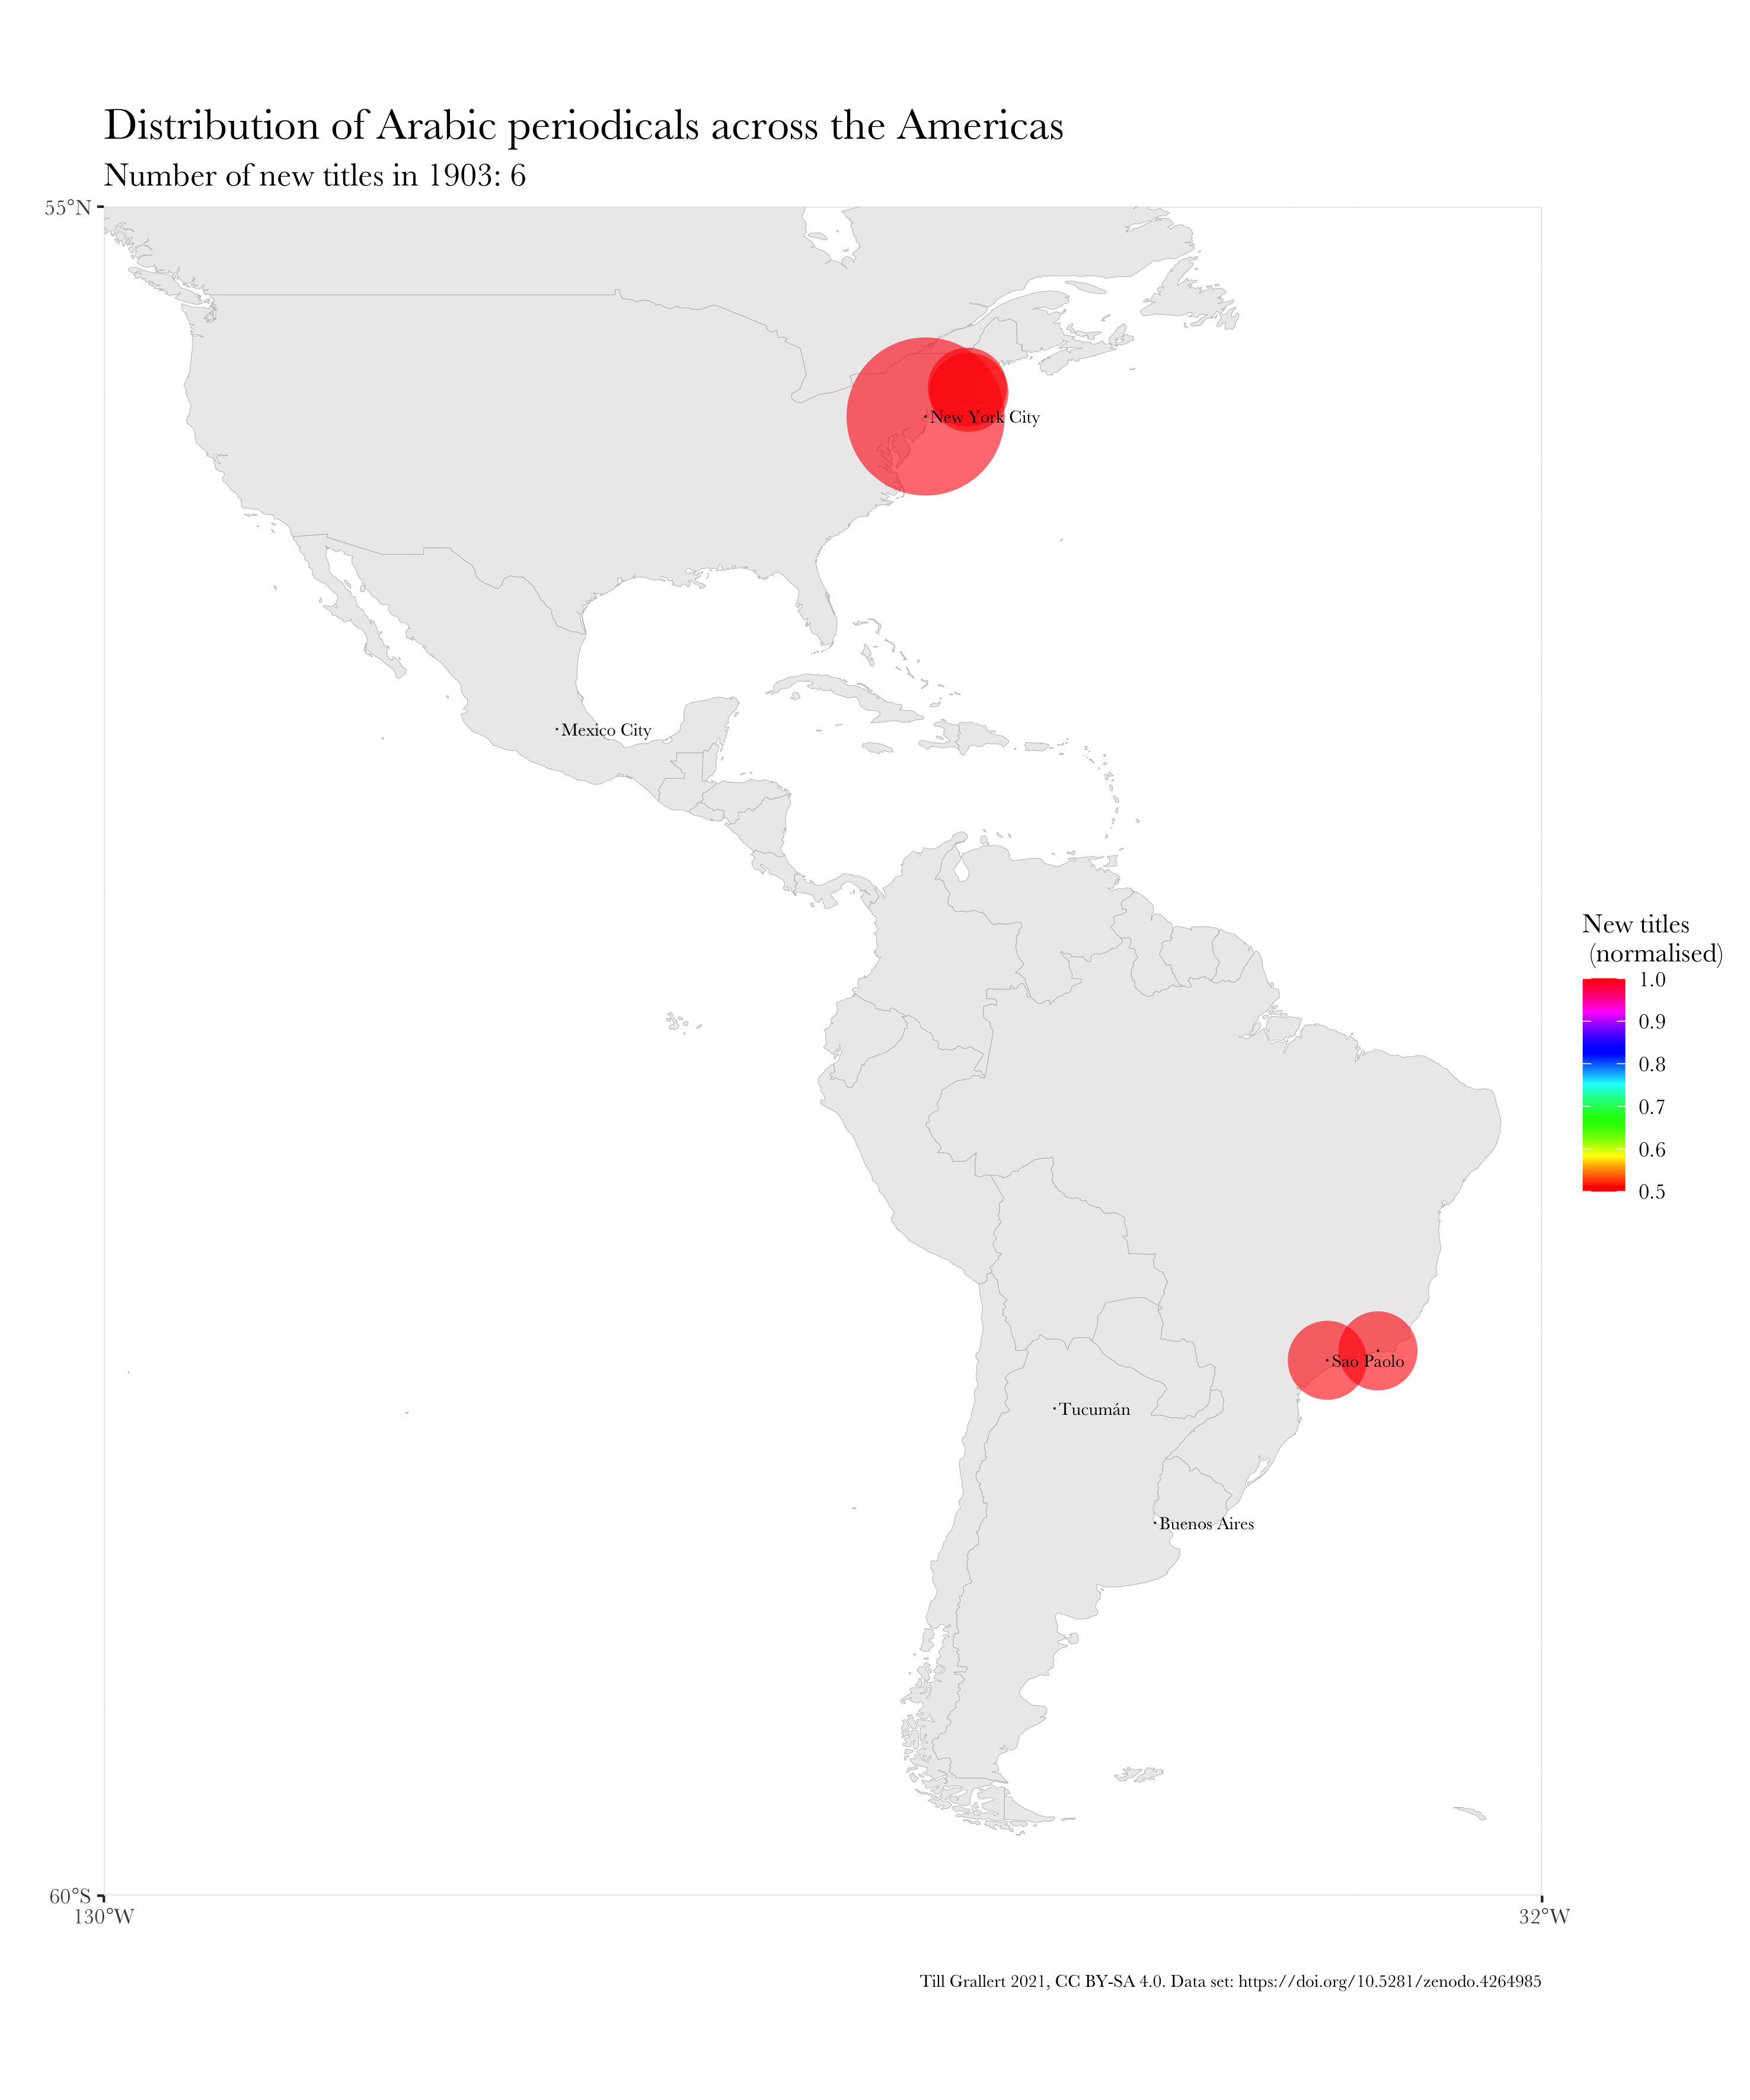 Distribution of Arabic periodicals across the Americas
Number of new titles in 1903: 6
55°N
New York City
Mexico City
New titles
(normalised)
1.0
0.9
0.8
0.7
0.6
0.5
Sao Paolo
Tucumán
Buenos Aires
60°S
130°W
32°W
Till Grallert 2021, CC BY-SA 4.0. Data set: https://doi.org/10.5281/zenodo.4264985